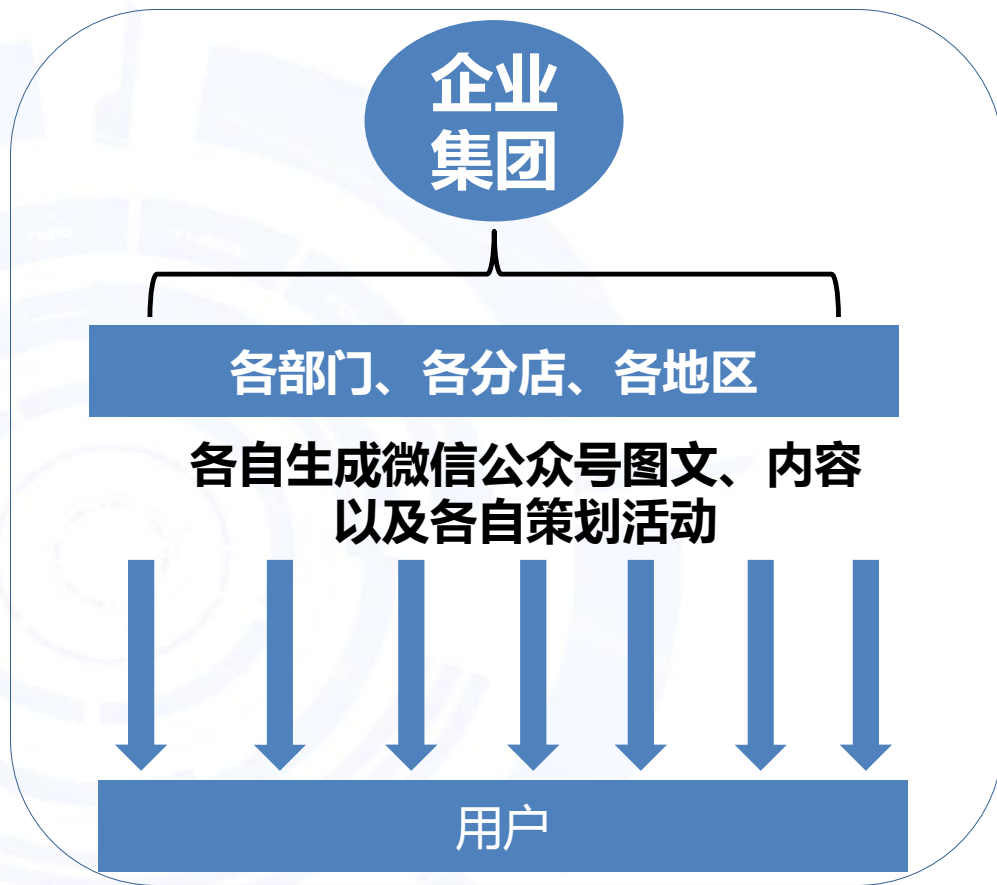 企业
集团
各部门、各分店、各地区
各自生成微信公众号图文、内容
以及各自策划活动
用户